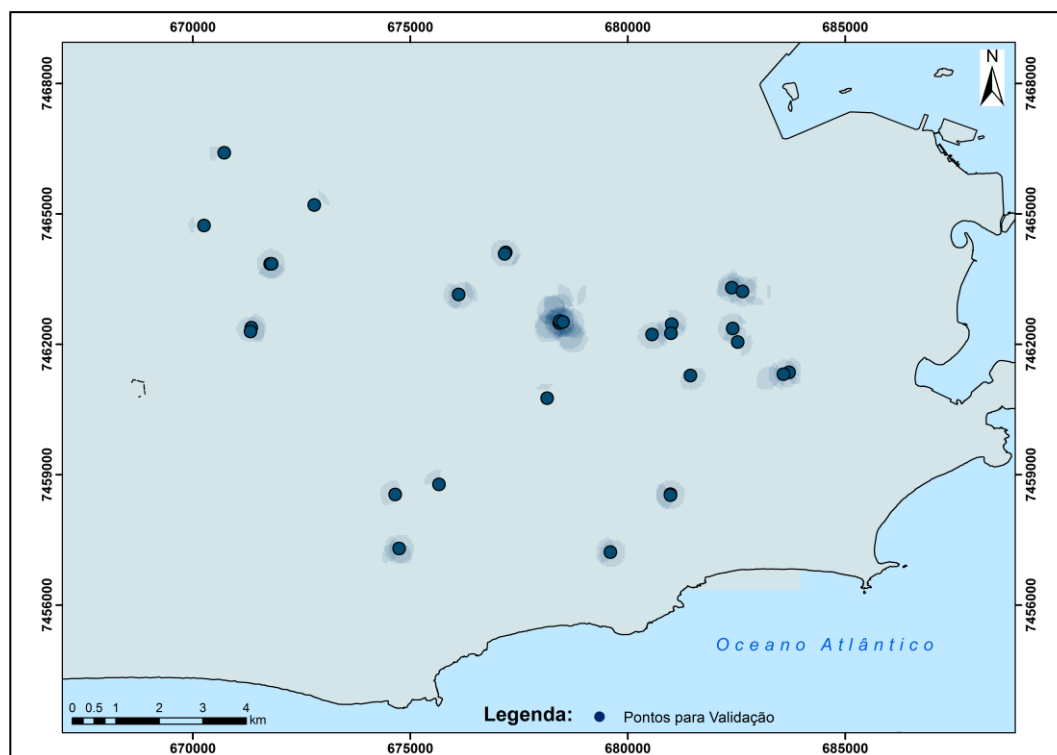 670000 675000 680000 685000
N
7468000 7468000
7465000 7465000
7462000 7462000
7459000 7459000
7456000 7456000
Oceano Atlântico
0 0.5 1 2 3 4
km
Legenda: Pontos para Validação
670000 675000 680000 685000